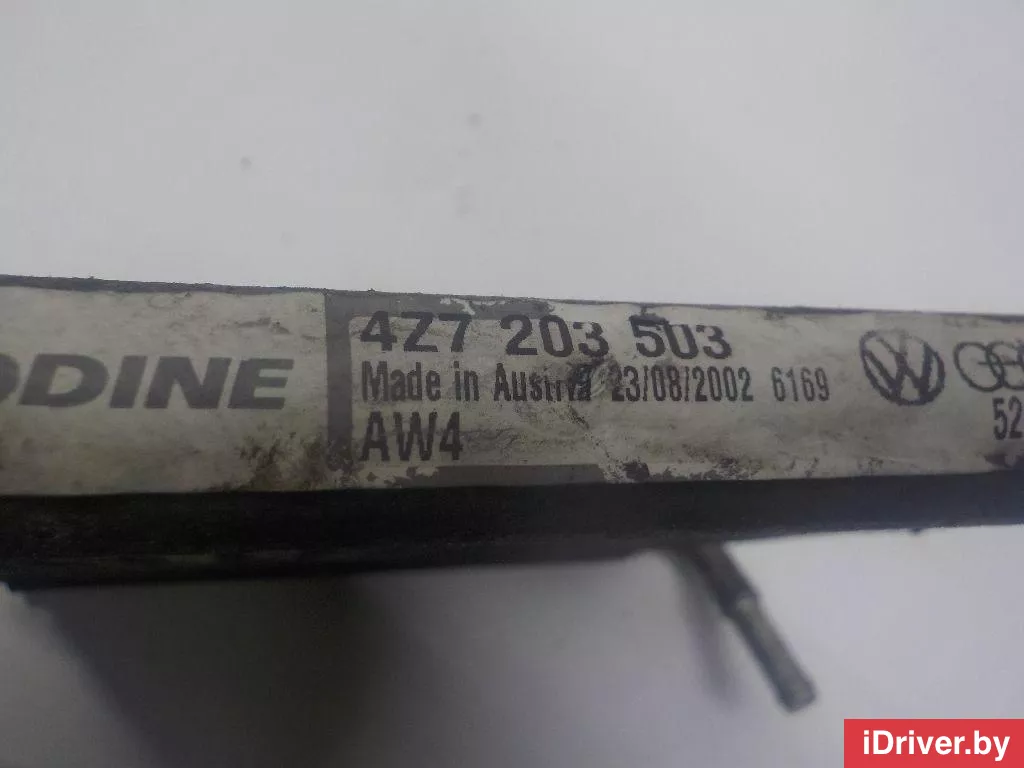 ODINE
4Z7 203 503
Made in Austria 23/08/2002 6169
AW4
52
iDriver.by